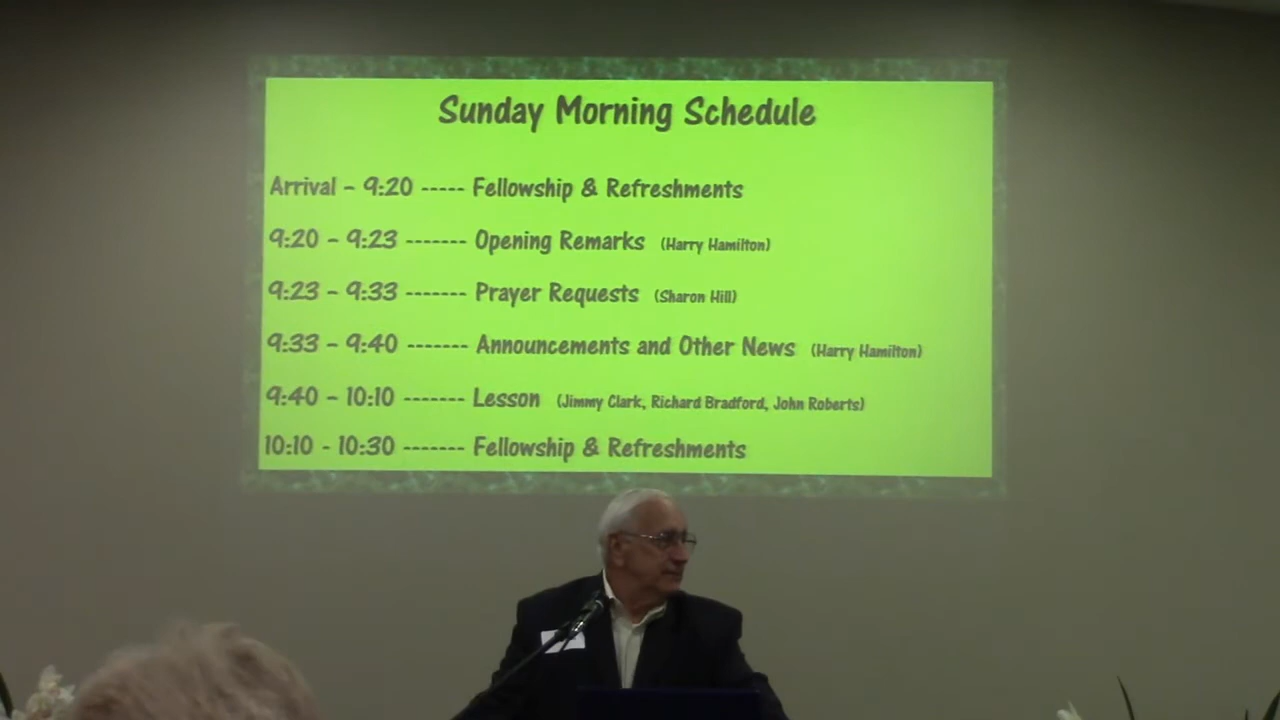 Sunday Morning Schedule
Arrival - 9:20 ----- Fellowship & Refreshments
9:20 - 9:23 ------- Opening Remarks (Harry Hamilton)
9:23 - 9:33 ------- Prayer Requests (Sharon Hill)
9:33 - 9:40 ------- Announcements and Other News (Harry Hamilton)
9:40 - 10:10 ------- Lesson (Jimmy Clark, Richard Bradford, John Roberts)
10:10 - 10:30 ------- Fellowship & Refreshments